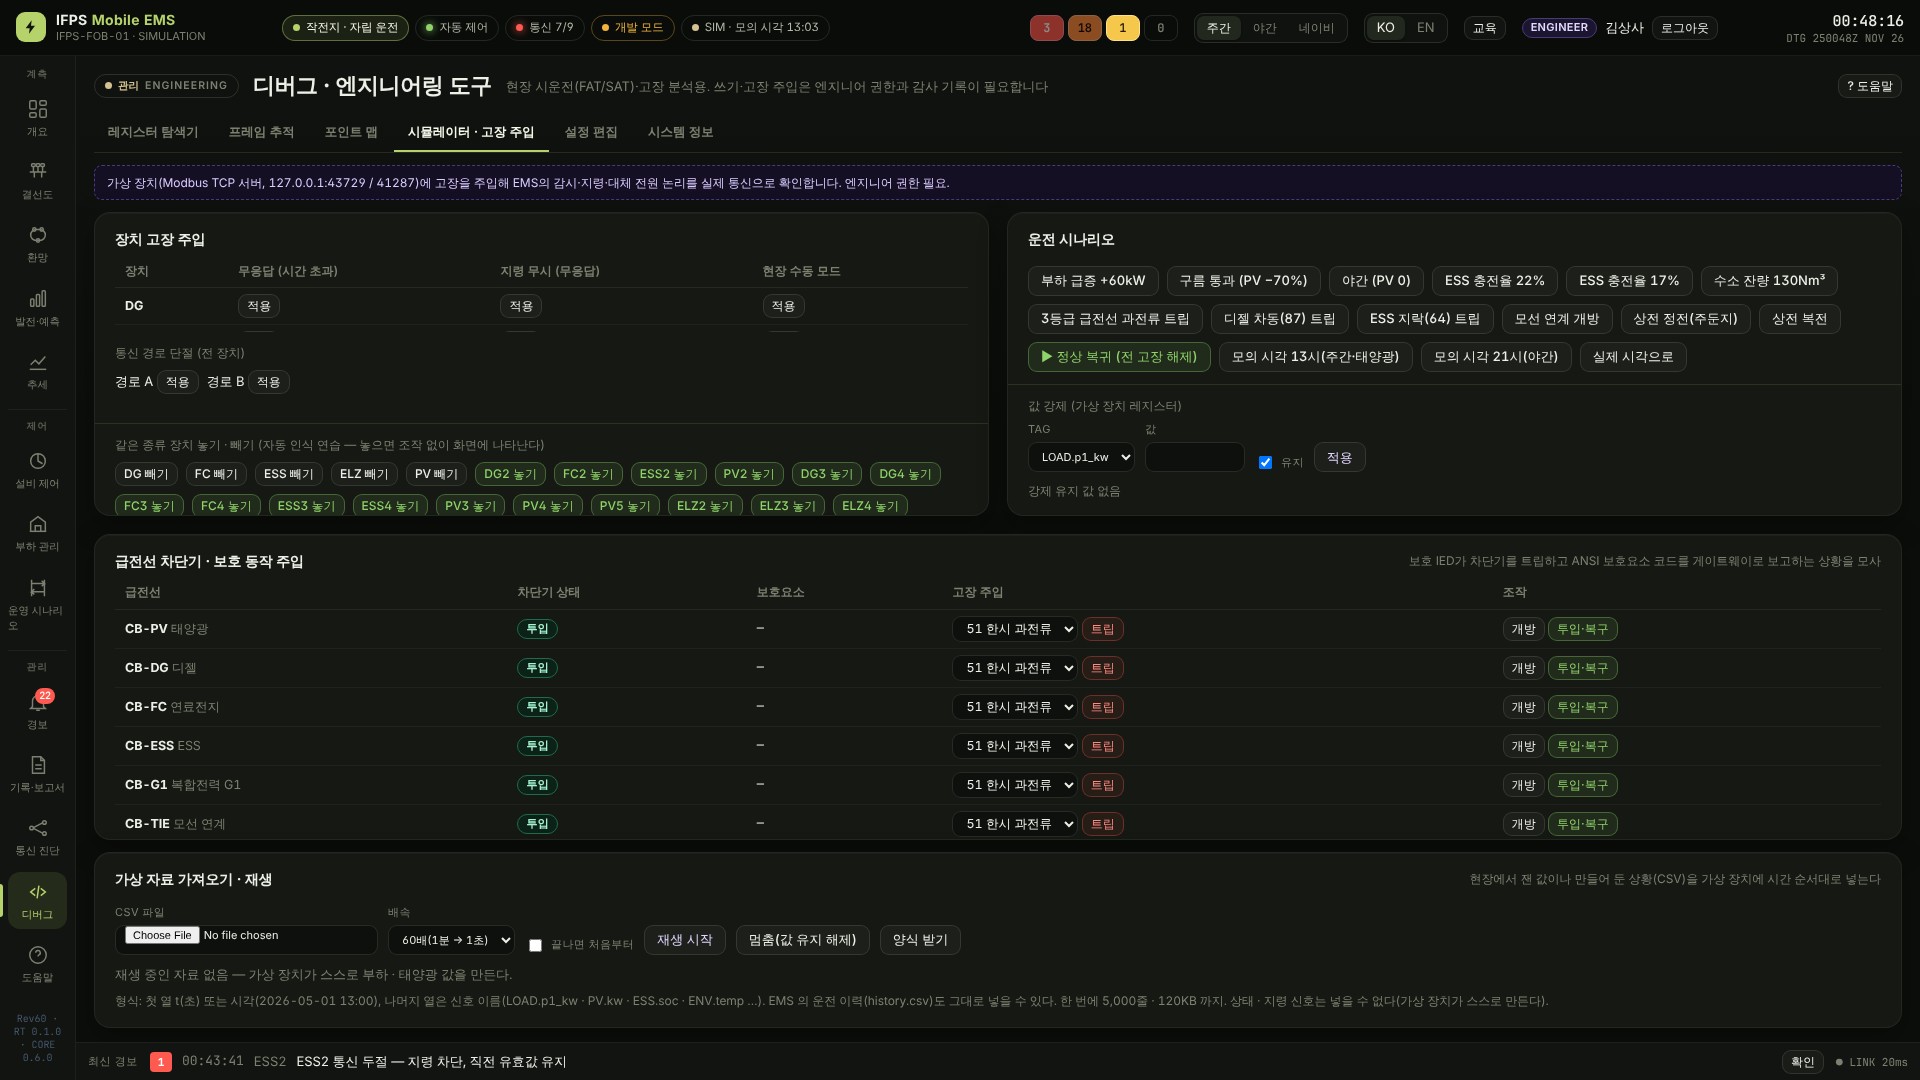 IFPS Mobile EMS
IFPS-FOB-01 · SIMULATION
작전지 · 자립 운전
자동 제어
통신 7/9
개발 모드
SIM · 모의 시각 13:03
3 18 1 0
주간 야간 네이비
KO EN
교육
ENGINEER 김상사 로그아웃
00:48:16
DTG 250048Z NOV 26
계측
개요
결선도
환망
발전·예측
추세
제어
설비 제어
부하 관리
운영 시나리오
관리
22
경보
기록·보고서
통신 진단
디버그
도움말
Rev60 ·
RT 0.1.0
· CORE
0.6.0
관리 ENGINEERING
디버그 · 엔지니어링 도구
현장 시운전(FAT/SAT)·고장 분석용. 쓰기·고장 주입은 엔지니어 권한과 감사 기록이 필요합니다
? 도움말
레지스터 탐색기 프레임 추적 포인트 맵 시뮬레이터 · 고장 주입 설정 편집 시스템 정보
가상 장치(Modbus TCP 서버, 127.0.0.1:43729 / 41287)에 고장을 주입해 EMS의 감시·지령·대체 전원 논리를 실제 통신으로 확인합니다. 엔지니어 권한 필요.
장치 고장 주입
장치 무응답 (시간 초과) 지령 무시 (무응답) 현장 수동 모드
DG 적용 적용 적용
통신 경로 단절 (전 장치)
경로 A 적용 경로 B 적용
같은 종류 장치 놓기 · 빼기 (자동 인식 연습 — 놓으면 조작 없이 화면에 나타난다)
DG 빼기 FC 빼기 ESS 빼기 ELZ 빼기 PV 빼기 DG2 놓기 FC2 놓기 ESS2 놓기 PV2 놓기 DG3 놓기 DG4 놓기
FC3 놓기 FC4 놓기 ESS3 놓기 ESS4 놓기 PV3 놓기 PV4 놓기 PV5 놓기 ELZ2 놓기 ELZ3 놓기 ELZ4 놓기
운전 시나리오
부하 급증 +60kW 구름 통과 (PV −70%) 야간 (PV 0) ESS 충전율 22% ESS 충전율 17% 수소 잔량 130Nm³
3등급 급전선 과전류 트립 디젤 차동(87) 트립 ESS 지락(64) 트립 모선 연계 개방 상전 정전(주둔지) 상전 복전
▶ 정상 복귀 (전 고장 해제) 모의 시각 13시(주간·태양광) 모의 시각 21시(야간) 실제 시각으로
값 강제 (가상 장치 레지스터)
TAG 값
LOAD.p1_kw 유지 적용
강제 유지 값 없음
급전선 차단기 · 보호 동작 주입
보호 IED가 차단기를 트립하고 ANSI 보호요소 코드를 게이트웨이로 보고하는 상황을 모사
급전선 차단기 상태 보호요소 고장 주입 조작
CB-PV 태양광 투입 — 51 한시 과전류 트립 개방 투입·복구
CB-DG 디젤 투입 — 51 한시 과전류 트립 개방 투입·복구
CB-FC 연료전지 투입 — 51 한시 과전류 트립 개방 투입·복구
CB-ESS ESS 투입 — 51 한시 과전류 트립 개방 투입·복구
CB-G1 복합전력 G1 투입 — 51 한시 과전류 트립 개방 투입·복구
CB-TIE 모선 연계 투입 — 51 한시 과전류 트립 개방 투입·복구
가상 자료 가져오기 · 재생
현장에서 잰 값이나 만들어 둔 상황(CSV)을 가상 장치에 시간 순서대로 넣는다
CSV 파일 배속
Choose File No file chosen 60배(1분 → 1초) 끝나면 처음부터 재생 시작 멈춤(값 유지 해제) 양식 받기
재생 중인 자료 없음 — 가상 장치가 스스로 부하 · 태양광 값을 만든다.
형식: 첫 열 t(초) 또는 시각(2026-05-01 13:00), 나머지 열은 신호 이름(LOAD.p1_kw · PV.kw · ESS.soc · ENV.temp …). EMS 의 운전 이력(history.csv)도 그대로 넣을 수 있다. 한 번에 5,000줄 · 120KB 까지. 상태 · 지령 신호는 넣을 수 없다(가상 장치가 스스로 만든다).
최신 경보 1 00:43:41 ESS2 ESS2 통신 두절 — 지령 차단, 직전 유효값 유지
확인 LINK 20ms